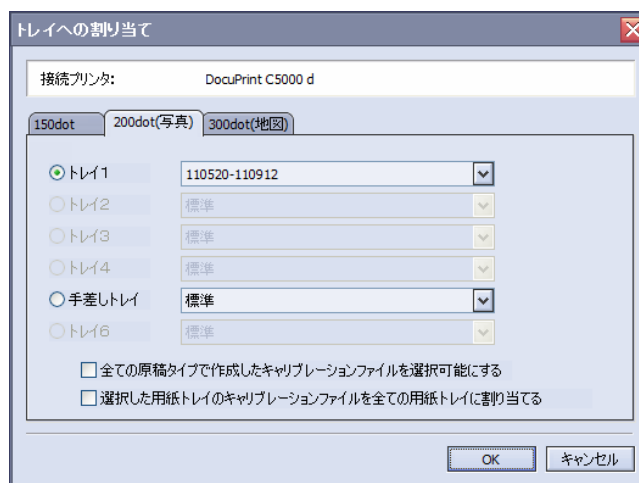 トレイへの割り当て
接続プリンタ: DocuPrint C5000 d
150dot 200dot(写真) 300dot(地図)
トレイ1 110520-110912
トレイ2 標準
トレイ3 標準
トレイ4 標準
手差しトレイ 標準
トレイ6 標準
全ての原稿タイプで作成したキャリブレーションファイルを選択可能にする
選択した用紙トレイのキャリブレーションファイルを全ての用紙トレイに割り当てる
OK キャンセル